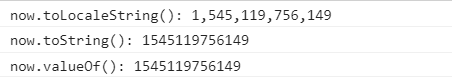 now.toLocaleString(): 1,545,119,756,149
now.toString(): 1545119756149
now.valueOf(): 1545119756149